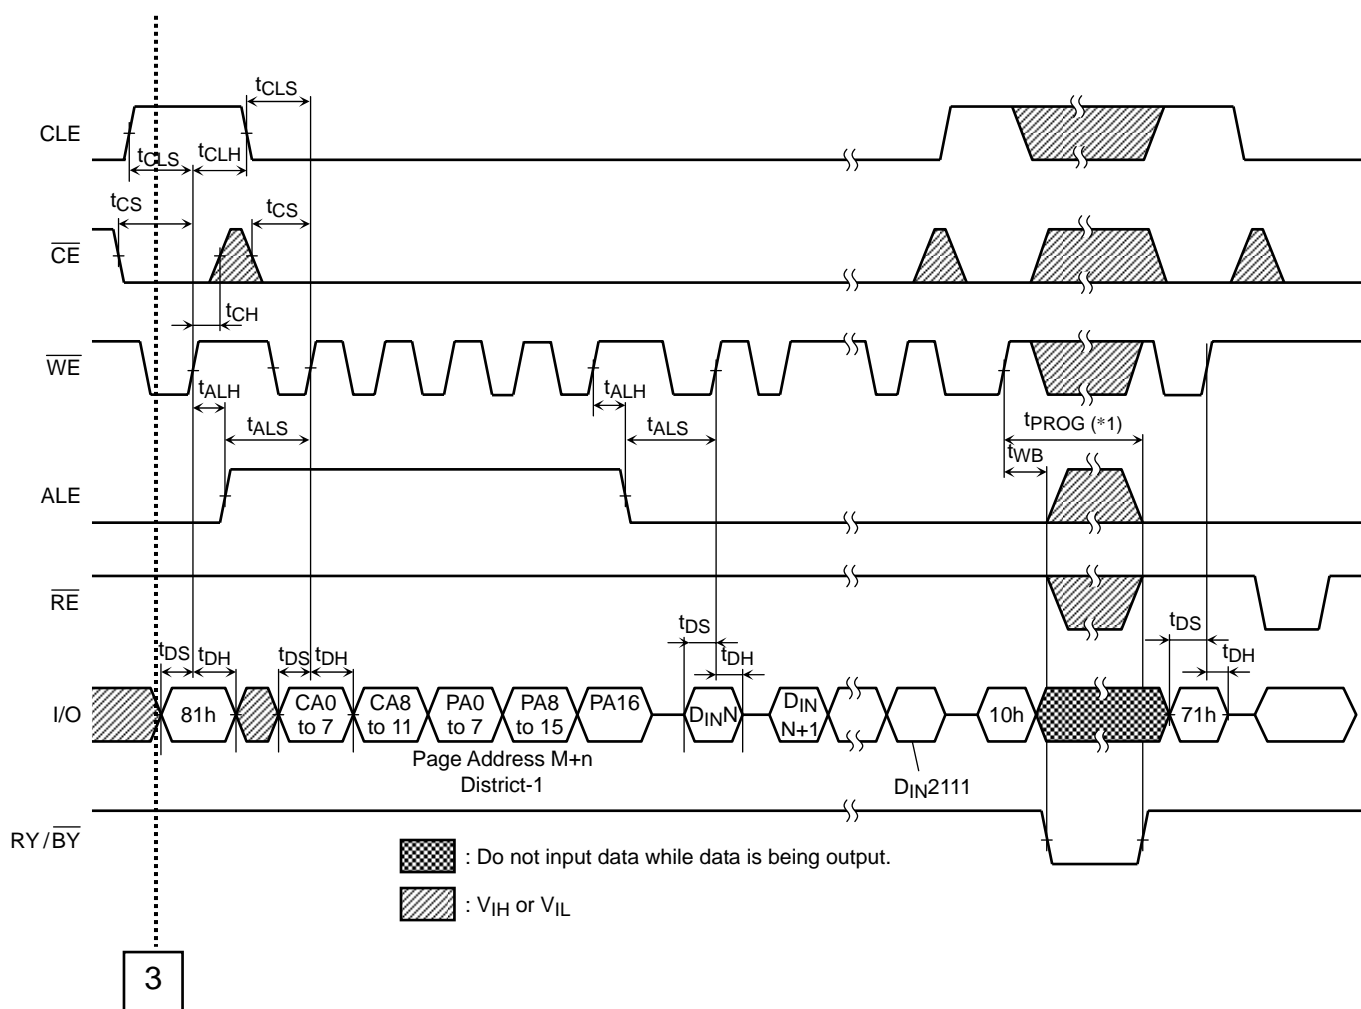 tCLS
CLE
tCLS
tCLH
tCS
tCS
CE
tCH
WE
tALH
tALH
tALS
tALS
tPROG (*1)
tWB
ALE
RE
tDS
tDH
tDS
tDH
tDS
tDH
tDS
tDH
I/O
81h
CA0 to 7
CA8 to 11
PA0 to 7
PA8 to 15
PA16
DINN
DIN N+1
10h
71h
Page Address M+n
District-1
DIN2111
RY/BY
: Do not input data while data is being output.
: VIH or VIL
3